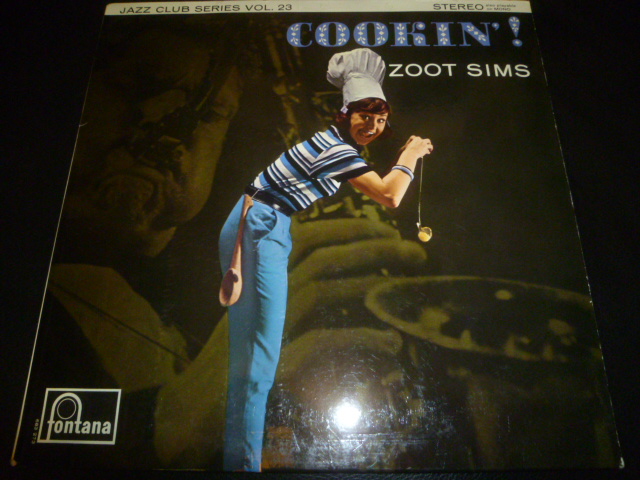 JAZZ CLUB SERIES VOL. 23
STEREO
COOKIN'!
ZOOT SIMS
fontana